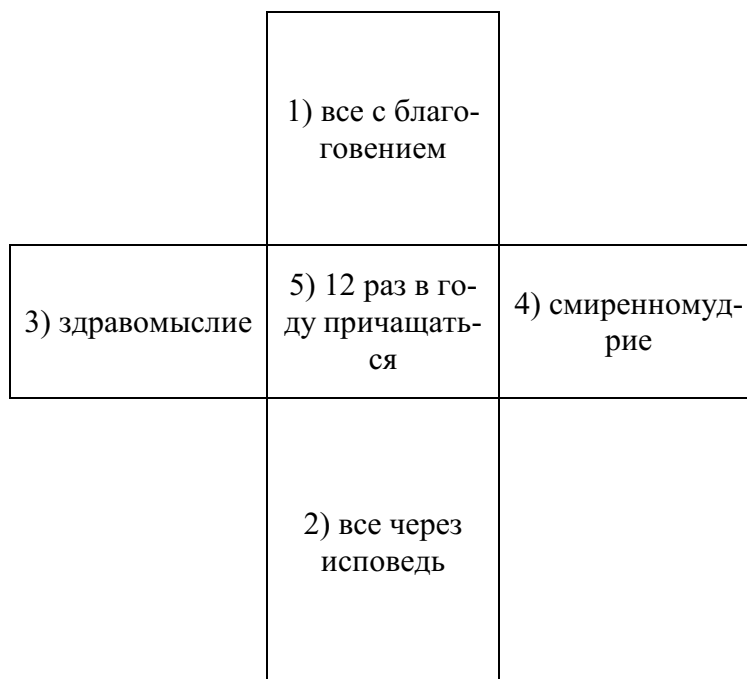 1) все с благо-
говением
3) здравомыслие
5) 12 раз в го-
ду причащать-
ся
4) смиренномуд-
рие
2) все через
исповедь